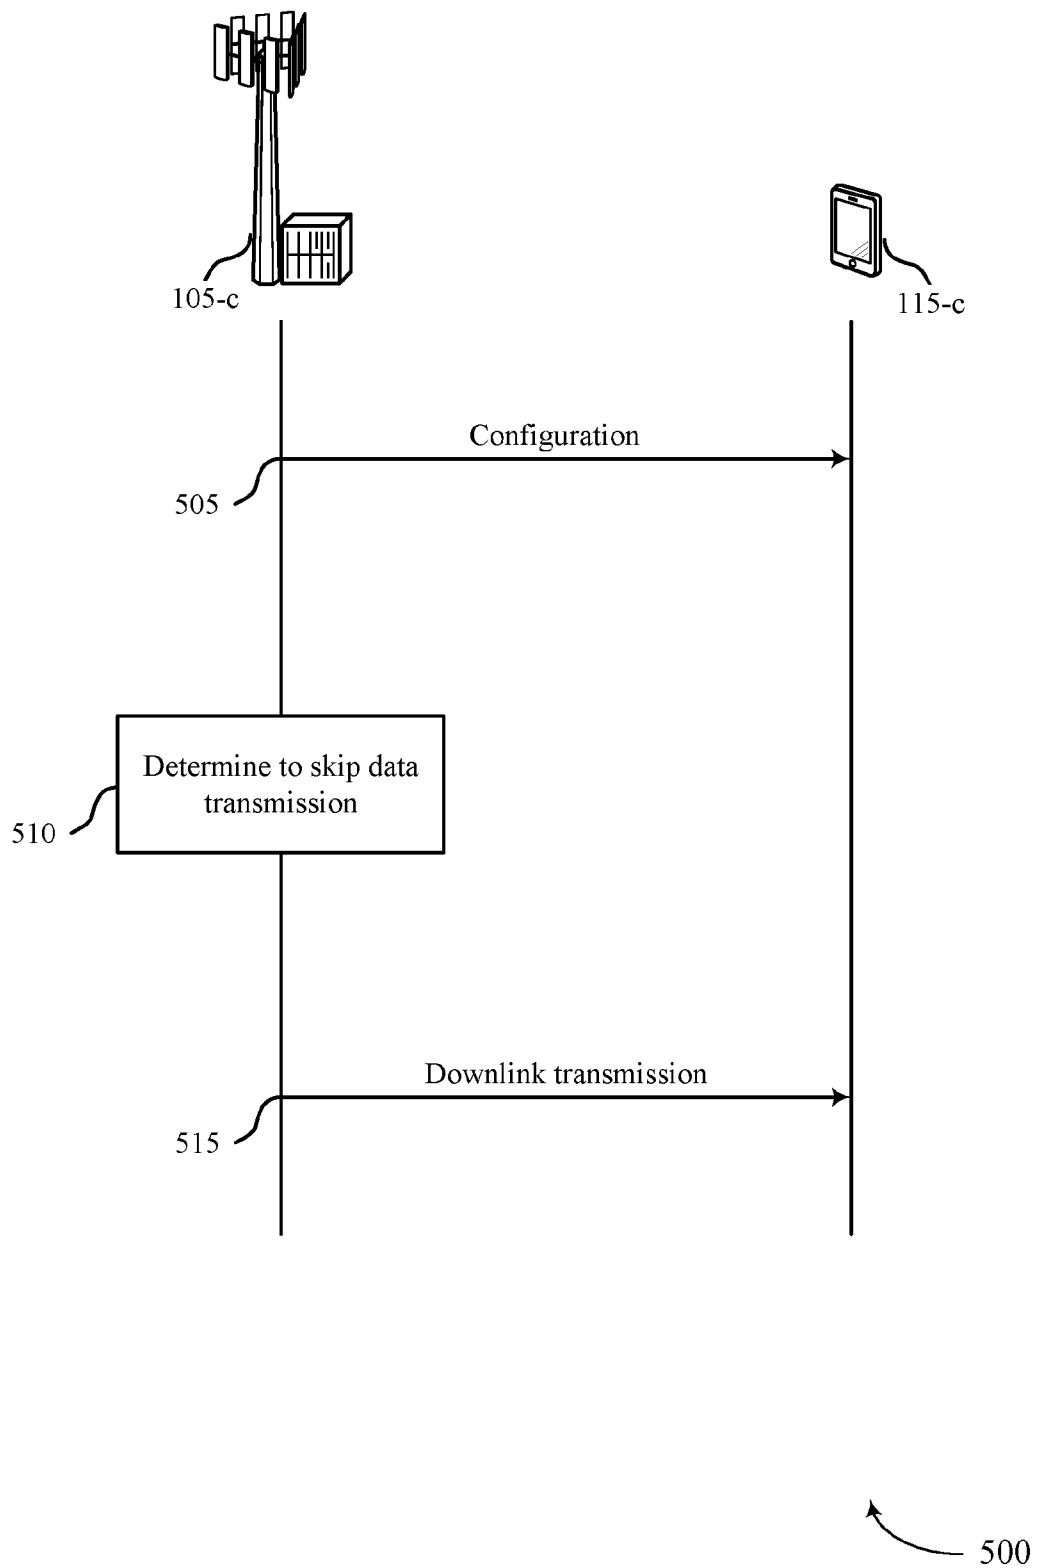 105-c
115-c
Configuration
505
Determine to skip data
transmission
510
Downlink transmission
515
500